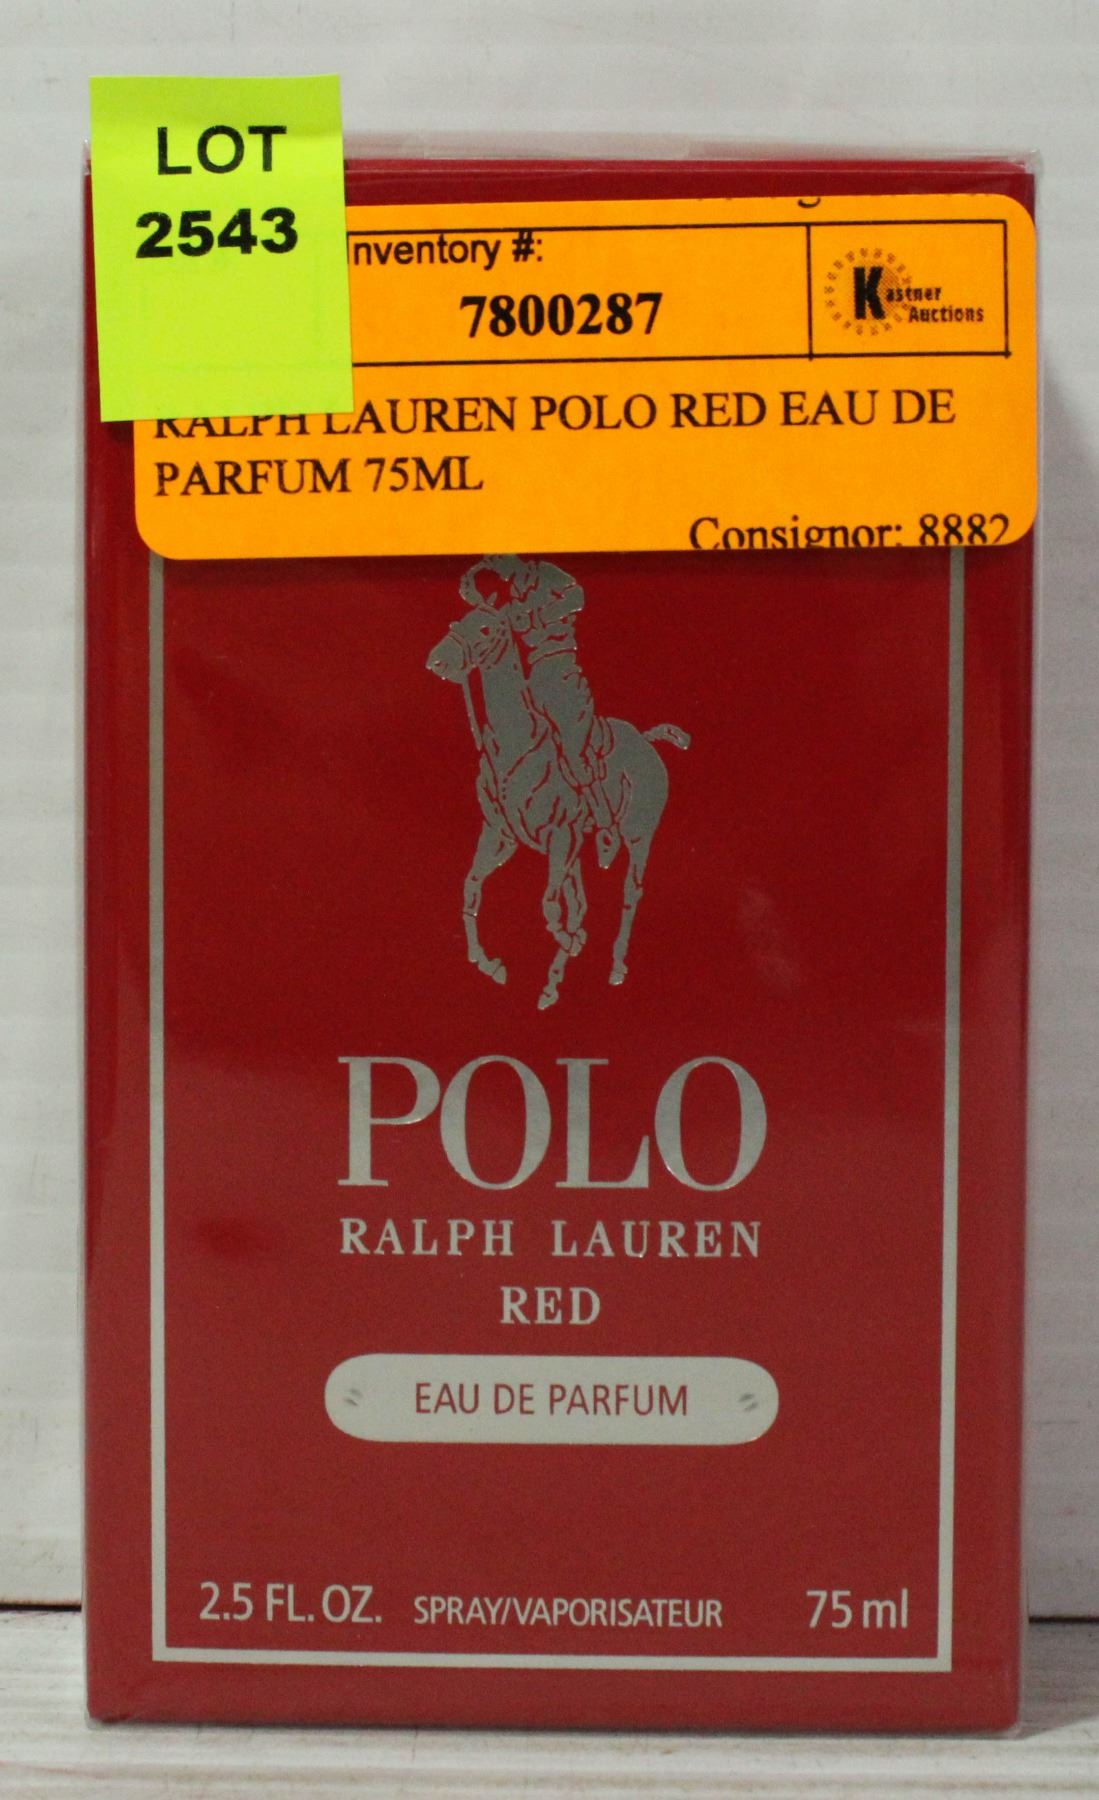 LOT
2543
Inventory #:
7800287
Kastner
Auctions
RALPH LAUREN POLO RED EAU DE
PARFUM 75ML
Consignor: 8882
POLO
RALPH LAUREN
RED
EAU DE PARFUM
2.5 FL. OZ. SPRAY/VAPORISATEUR 75 ml